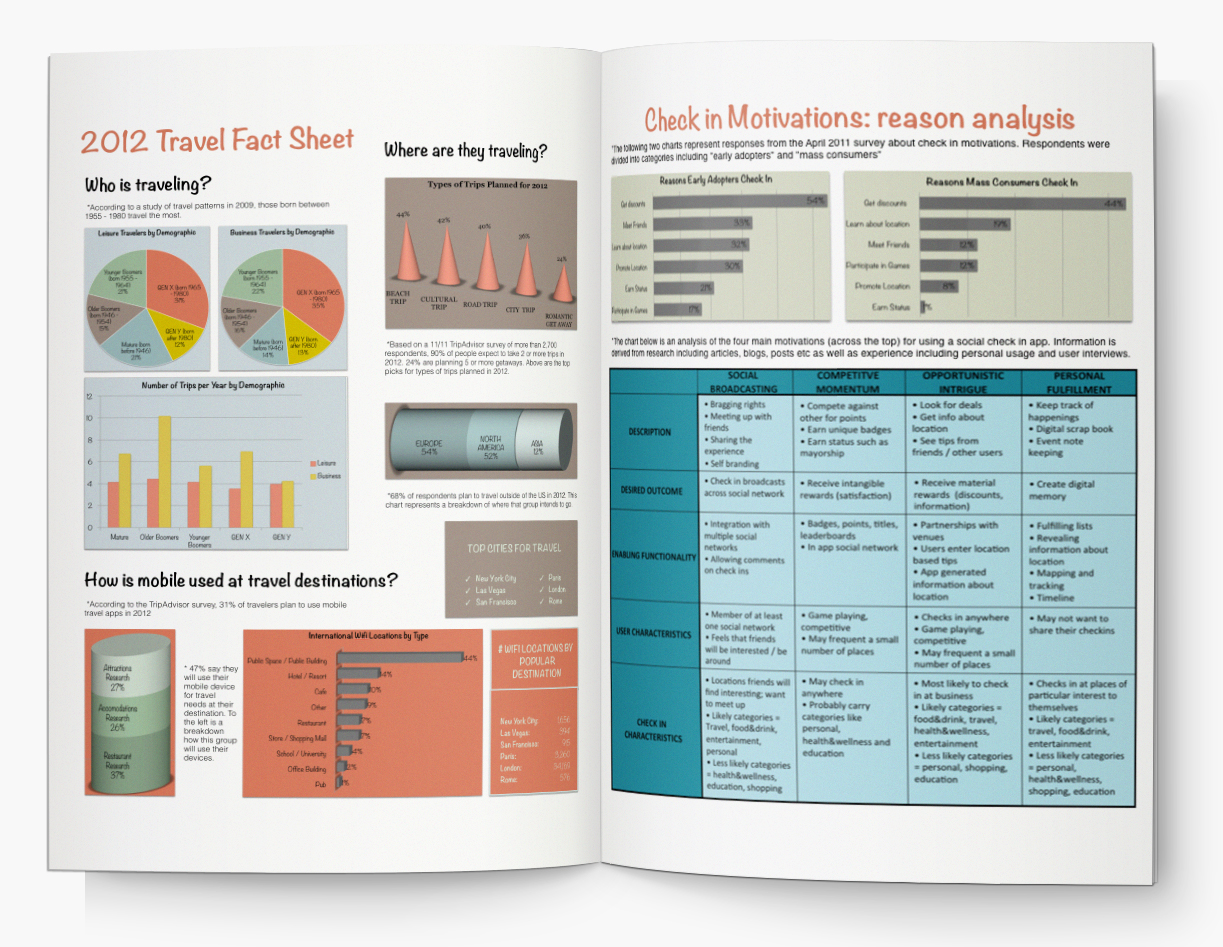 2012 Travel Fact Sheet
Who is traveling?
*According to a study of travel patterns in 2009, those born between
1955 - 1980 travel the most.
Leisure Travelers by Demographic
Younger Boomers
(born 1955 -
1964)
21%
GEN X (born 1965
-1980)
31%
Older Boomers
(born 1946 -
1954)
GEN Y (born
after 1980)
12%
Mature (born
before 1946)
21%
Business Travelers by Demographic
Younger Boomers
(born 1955 -
1964)
22%
GEN X (born 1965
-1980)
Older Boomers
(born 1946 -
1954)
16%
GEN Y (born
after 1980)
13%
Mature (born
before 1946)
14%
Number of Trips per Year by Demographic
12
10
8
6
4
2
0
Mature
Older Boomers
Younger
Boomers
GEN X
GEN Y
Leisure
Business
How is mobile used at travel destinations?
*According to the TripAdvisor survey, 31% of travelers plan to use mobile
travel apps in 2012
Attractions
Research
27%
Accomodations
Research
26%
Restaurant
Research
37%
* 47% say they
will use their
mobile device
for travel
needs at their
destination. To
the left is a
breakdown
how this group
will use their
devices.
International Wifi Locations by Type
Public Space / Public Building
44%
Hotel / Resort
Café
Other
Restaurant
Store / Shopping Mall
School / University
Office Building
Pub
Where are they traveling?
Types of Trips Planned for 2012
44%
42%
40%
36%
24%
BEACH
TRIP
CULTURAL
TRIP
ROAD TRIP
CITY TRIP
ROMANTIC
GET AWAY
*Based on a 11/11 TripAdvisor survey of more than 2,700
respondents, 90% of people expect to take 2 or more trips in
2012. 24% are planning 5 or more getaways. Above are the top
picks for types of trips planned in 2012.
EUROPE
54%
NORTH
AMERICA
52%
ASIA
12%
*68% of respondents plan to travel outside of the US in 2012. This
chart represents a breakdown of where that group intends to go.
TOP CITIES FOR TRAVEL
✓ New York City
✓ Las Vegas
✓ San Francisco
✓ Paris
✓ London
✓ Rome
# WIFI LOCATIONS BY
POPULAR
DESTINATION
New York City:
Las Vegas:
San Francisco:
Paris:
London:
Rome:
Check in Motivations: reason analysis
*The following two charts represent responses from the April 2011 survey about check in motivations. Respondents were
divided into categories including "early adopters" and "mass consumers"
Reasons Early Adopters Check In
Get discounts
54%
Meet Friends
Learn about location
Promote Location
50%
Earn Status
Participate in Games
17%
Reasons Mass Consumers Check In
Get discounts
44%
Learn about location
19%
Meet Friends
12%
Participate in Games
12%
Promote Location
8%
Earn Status
*The chart below is an analysis of the four main motivations (across the top) for using a social check in app. Information is
derived from research including articles, blogs, posts etc as well as experience including personal usage and user interviews.
SOCIAL
BROADCASTING
COMPETITVE
MOMENTUM
OPPORTUNISTIC
INTRIGUE
PERSONAL
FULFILLMENT
DESCRIPTION
• Bragging rights
• Meeting up with
friends
• Sharing the
experience
• Self branding
• Compete against
other for points
• Earn unique badges
• Earn status such as
mayorship
• Look for deals
• Get info about
location
• See tips from
friends / other users
• Keep track of
happenings
• Digital scrap book
• Event note
keeping
DESIRED OUTCOME
• Check in broadcasts
across social network
• Receive intangible
rewards (satisfaction)
• Receive material
rewards (discounts,
information)
• Create digital
memory
ENABLING FUNCTIONALITY
• Integration with
multiple social
networks
• Allowing comments
on check ins
• Badges, points, titles,
leaderboards
• In app social network
• Partnerships with
venues
• Users enter location
based tips
• App generated
information about
location
• Fulfilling lists
• Revealing
information about
location
• Mapping and
tracking
• Timeline
USER CHARACTERISTICS
• Member of at least
one social network
• Feels that friends
will be interested / be
around
• Game playing,
competitive
• May frequent a small
number of places
• Checks in anywhere
• Game playing,
competitive
• May frequent a small
number of places
• May not want to
share their checkins
CHECK IN
CHARACTERISTICS
• Locations friends will
find interesting; want
to meet up
• Likely categories =
Travel, food&drink,
entertainment,
personal
• Less likely categories
= health&wellness,
education, shopping
• May check in
anywhere
• Probably carry
categories like
personal,
health&wellness and
education
• Most likely to check
in at business
• Likely categories =
food&drink, travel,
health&wellness,
entertainment
• Less likely categories
= personal, shopping,
education
• Checks in at places of
particular interest to
themselves
• Likely categories =
travel, food&drink,
entertainment
• Less likely categories
= personal,
health&wellness,
shopping, education